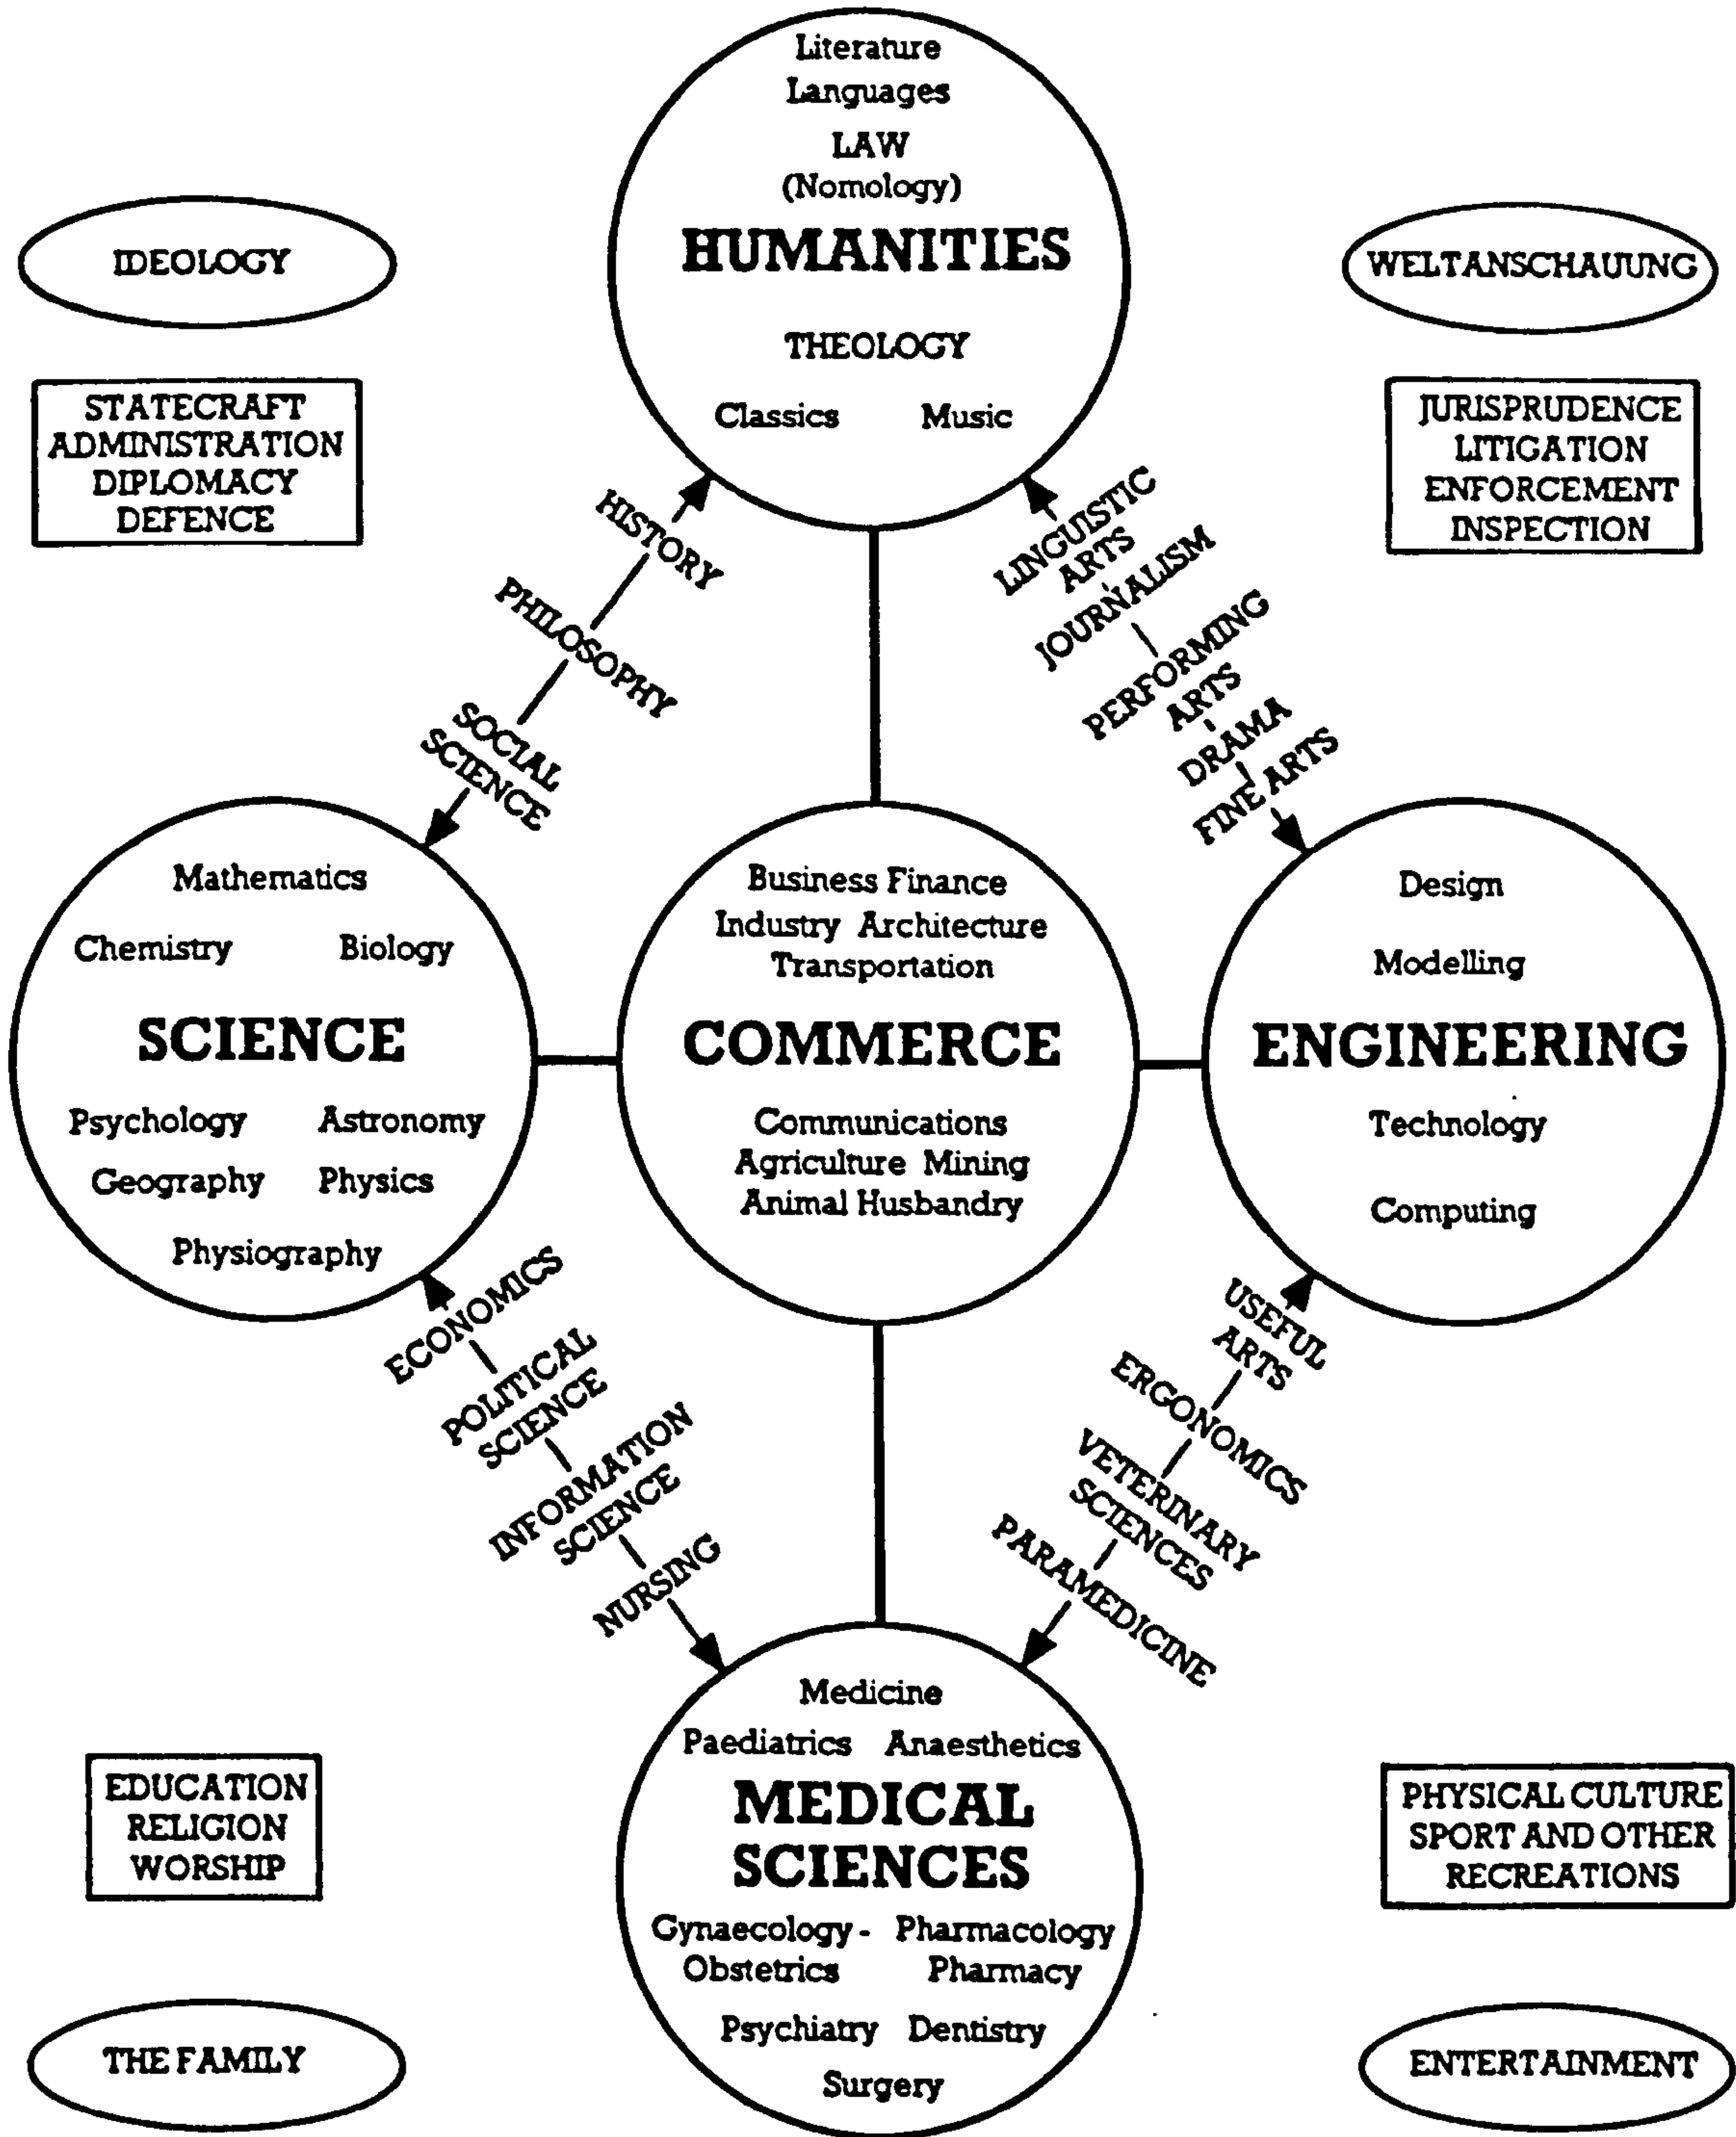 Literature
Languages
LAW
(Nomology)
HUMANITIES
THEOLOGY
Classics Music
IDEOLOGY
STATECRAFT
ADMINISTRATION
DIPLOMACY
DEFENCE
WELTANSCHAUUNG
JURISPRUDENCE
LITIGATION
ENFORCEMENT
INSPECTION
HISTORY
PHILOSOPHY
SOCIAL
SCIENCE
LINGUISTIC
ARTS
JOURNALISM
PERFORMING
ARTS
DRAMA
FINE ARTS
Mathematics
Chemistry Biology
SCIENCE
Psychology Astronomy
Geography Physics
Physiography
Business Finance
Industry Architecture
Transportation
COMMERCE
Communications
Agriculture Mining
Animal Husbandry
Design
Modelling
ENGINEERING
Technology
Computing
ECONOMICS
POLITICAL
SCIENCE
INFORMATION
SCIENCE
NURSING
USEFUL
ARTS
ERGONOMICS
VETERINARY
SCIENCES
PARAMEDICINE
Medicine
Paediatrics Anaesthetics
MEDICAL
SCIENCES
Gynaecology - Pharmacology
Obstetrics Pharmacy
Psychiatry Dentistry
Surgery
EDUCATION
RELIGION
WORSHIP
THE FAMILY
PHYSICAL CULTURE
SPORT AND OTHER
RECREATIONS
ENTERTAINMENT